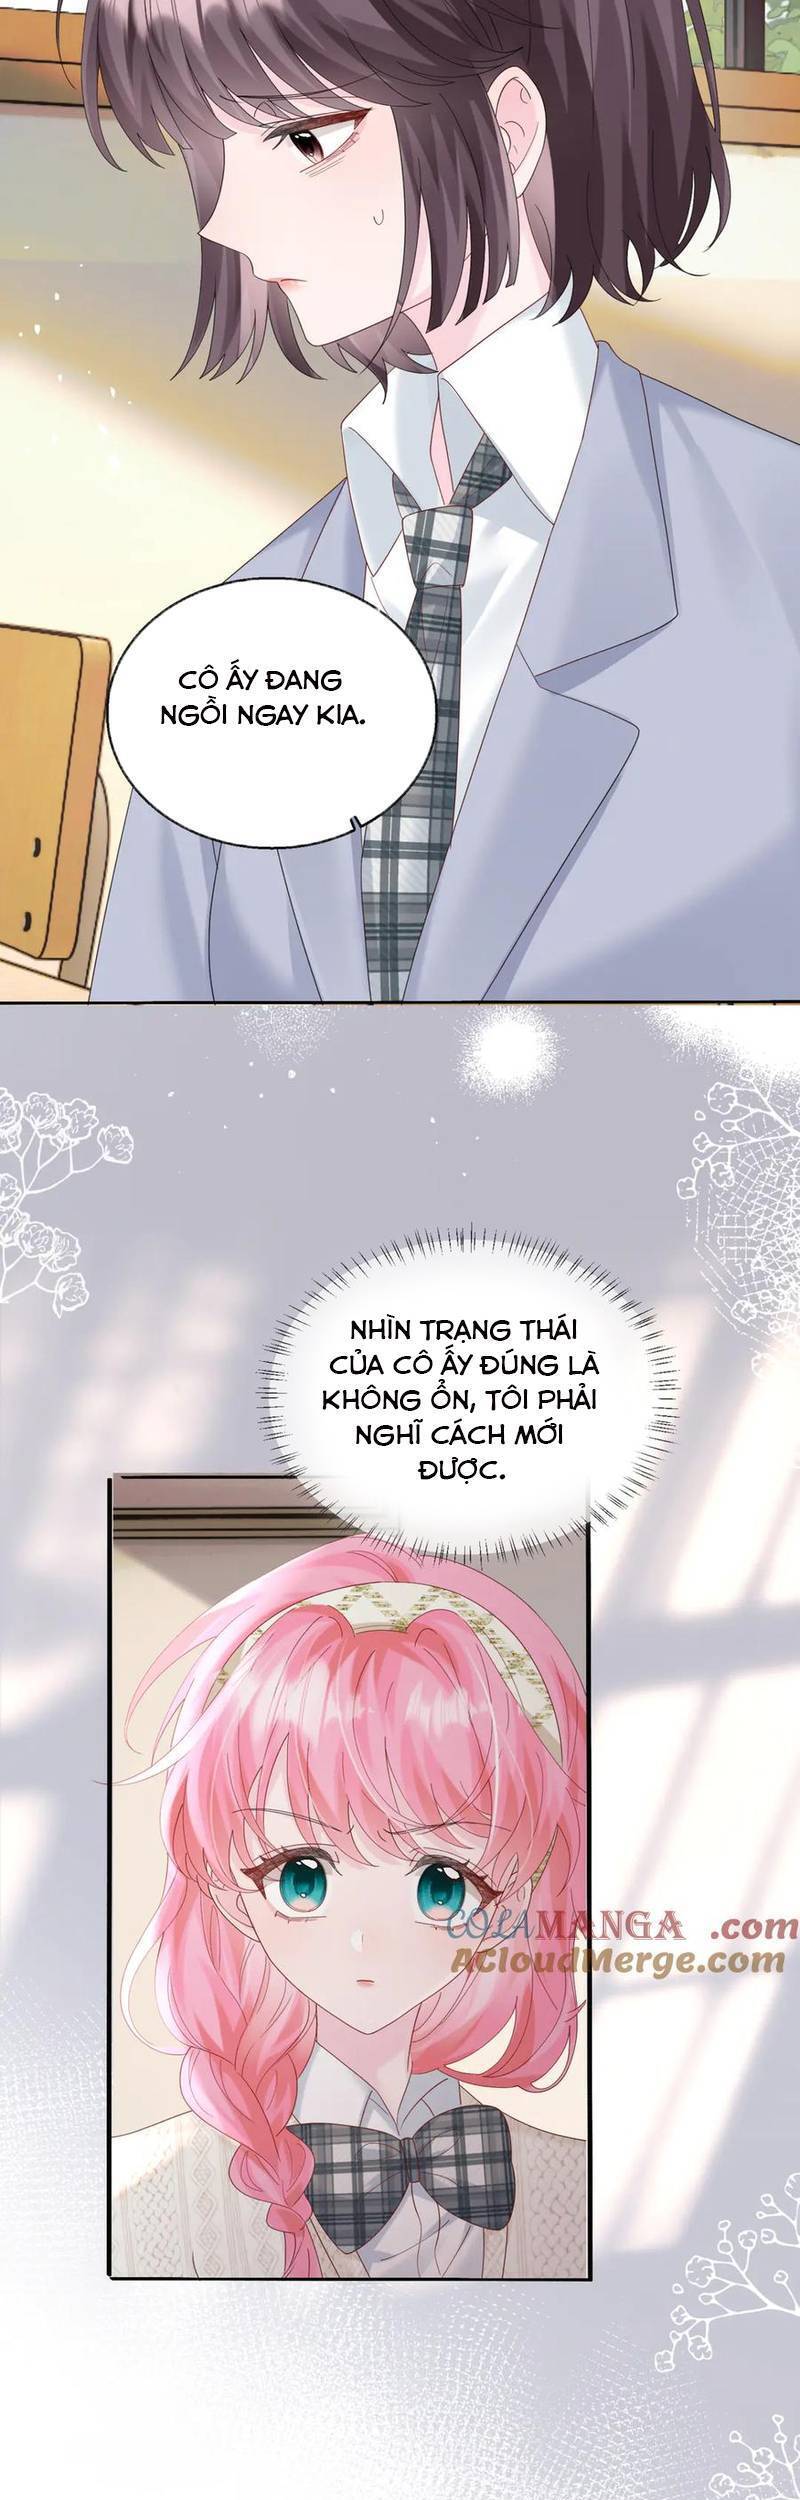 CÔ ẤY ĐANG
NGỒI NGAY KIA.
NHÌN TRẠNG THÁI
CỦA CÔ ẤY ĐÚNG LÀ
KHÔNG ỔN, TÔI PHẢI
NGHĨ CÁCH MỚI
ĐƯỢC.
COLAMANGA .com
ACloudMerge.com